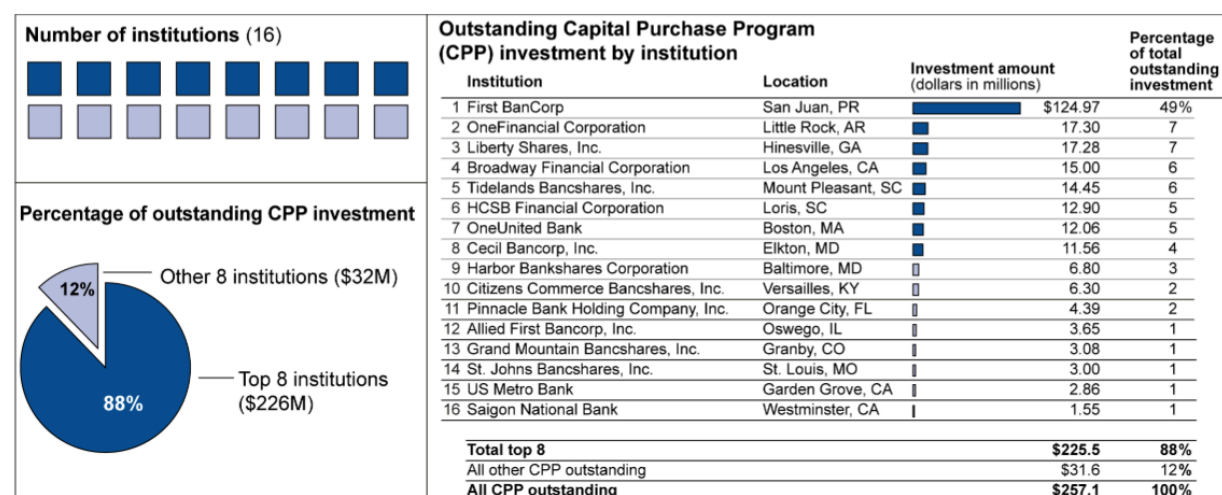 Number of institutions (16)
Percentage of outstanding CPP investment
12%
Other 8 institutions ($32M)
88%
Top 8 institutions
($226M)
Outstanding Capital Purchase Program
(CPP) investment by institution
Institution Location Investment amount
(dollars in millions) Percentage
of total
outstanding
investment
1 First BanCorp San Juan, PR $124.97 49%
2 OneFinancial Corporation Little Rock, AR 17.30 7
3 Liberty Shares, Inc. Hinesville, GA 17.28 7
4 Broadway Financial Corporation Los Angeles, CA 15.00 6
5 Tidelands Bancshares, Inc. Mount Pleasant, SC 14.45 6
6 HCSB Financial Corporation Loris, SC 12.90 5
7 OneUnited Bank Boston, MA 12.06 5
8 Cecil Bancorp, Inc. Elkton, MD 11.56 4
9 Harbor Bankshares Corporation Baltimore, MD 6.80 3
10 Citizens Commerce Bancshares, Inc. Versailles, KY 6.30 2
11 Pinnacle Bank Holding Company, Inc. Orange City, FL 4.39 2
12 Allied First Bancorp, Inc. Oswego, IL 3.65 1
13 Grand Mountain Bancshares, Inc. Granby, CO 3.08 1
14 St. Johns Bancshares, Inc. St. Louis, MO 3.00 1
15 US Metro Bank Garden Grove, CA 2.86 1
16 Saigon National Bank Westminster, CA 1.55 1
Total top 8 $225.5 88%
All other CPP outstanding $31.6 12%
All CPP outstanding $257.1 100%